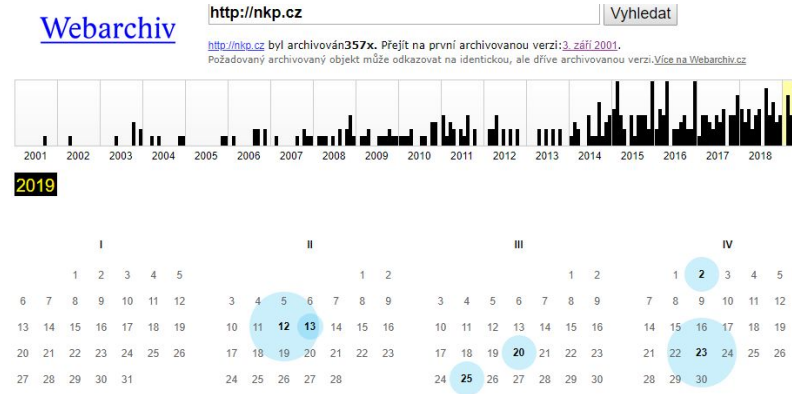 Webarchiv
http://nkp.cz
Vyhledat
http://nkp.cz byl archivován357x. Přejít na první archivovanou verzi:3. září 2001.
Požadovaný archivovaný objekt může odkazovat na identickou, ale dříve archivovanou verzi.Více na Webarchiv.cz
2001 2002 2003 2004 2005 2006 2007 2008 2009 2010 2011 2012 2013 2014 2015 2016 2017 2018
2019
I
1 2 3 4 5
6 7 8 9 10 11 12
13 14 15 16 17 18 19
20 21 22 23 24 25 26
27 28 29 30 31
II
1 2
3 4 5 6 7 8 9
10 11 12 13 14 15 16
17 18 19 20 21 22 23
24 25 26 27 28
III
1 2
3 4 5 6 7 8 9
10 11 12 13 14 15 16
17 18 19 20 21 22 23
24 25 26 27 28 29 30
IV
1 2 3 4 5
7 8 9 10 11 12
14 15 16 17 18 19
21 22 23 24 25 26
28 29 30